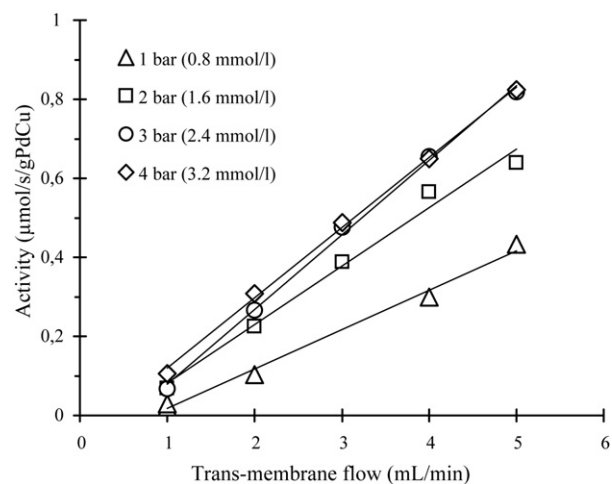 1
0,8
0,6
0,4
0,2
0
Activity (µmol/s/gPdCu)
1 bar (0.8 mmol/l)
2 bar (1.6 mmol/l)
3 bar (2.4 mmol/l)
4 bar (3.2 mmol/l)
0 1 2 3 4 5 6
Trans-membrane flow (mL/min)